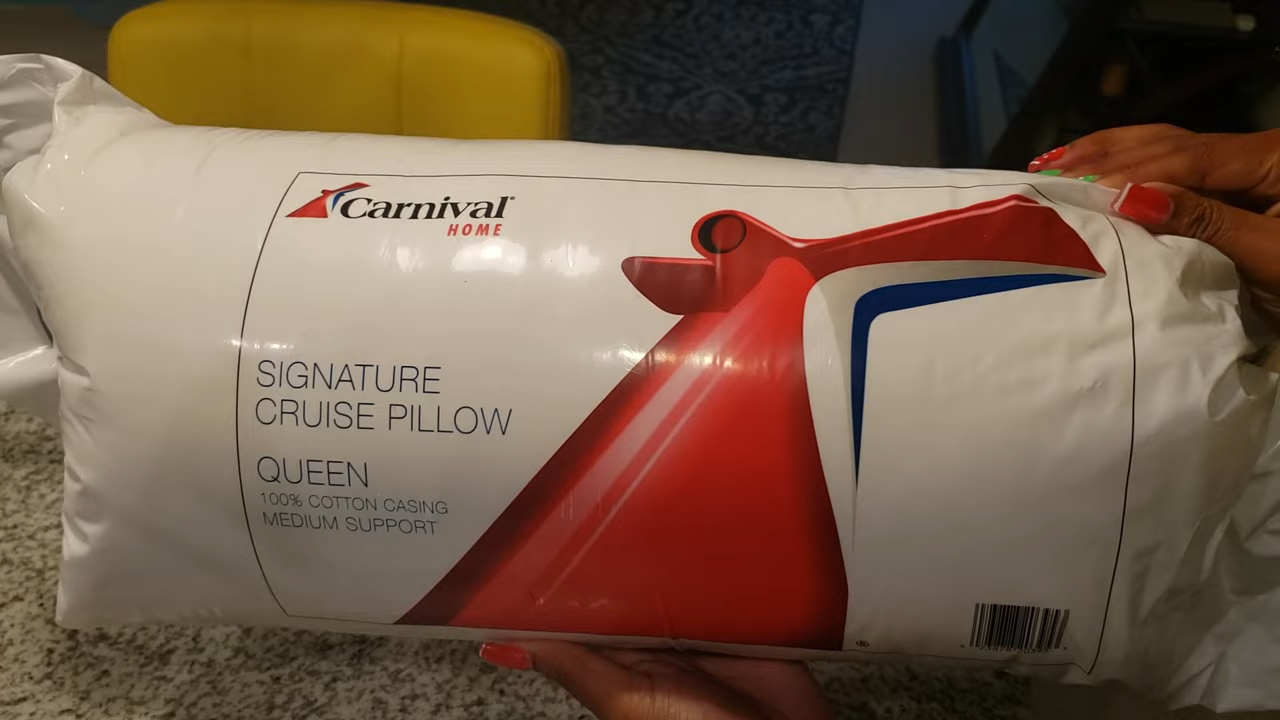 Carnival®
HOME
SIGNATURE
CRUISE PILLOW
QUEEN
100% COTTON CASING
MEDIUM SUPPORT
®